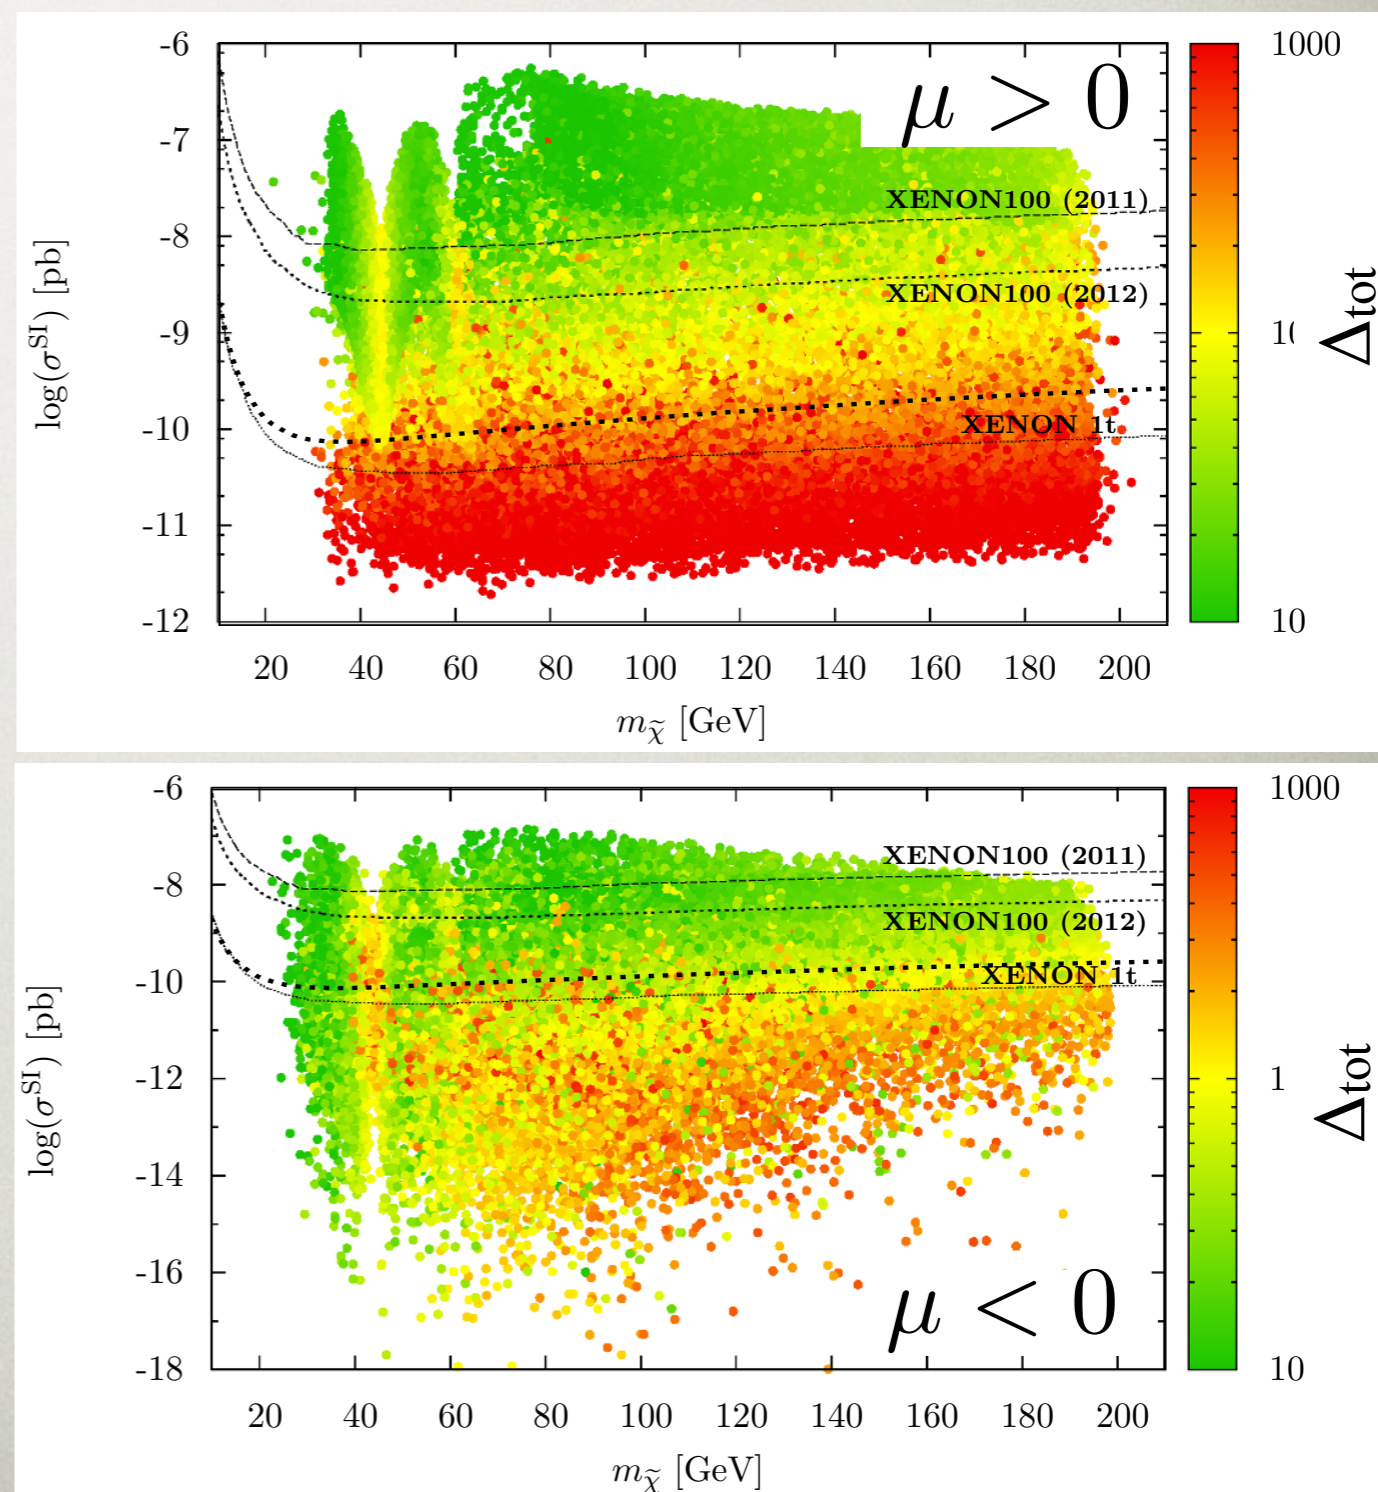 -6
μ > 0
1000
-7
XENON100 (2011)
-8
XENON100 (2012)
log(σ^SI) [pb]
-9
1(
Δtot
-10
XENON 1t
-11
-12
10
20 40 60 80 100 120 140 160 180 200
m_χ̃ [GeV]
-6
1000
XENON100 (2011)
-8
XENON100 (2012)
-10
XENON 1t
log(σ^SI) [pb]
-12
1
Δtot
-14
-16
μ < 0
-18
10
20 40 60 80 100 120 140 160 180 200
m_χ̃ [GeV]